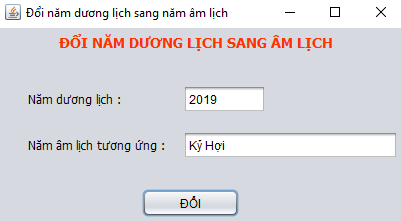 Đổi năm dương lịch sang năm âm lịch
ĐỔI NĂM DƯƠNG LỊCH SANG ÂM LỊCH
Năm dương lịch : 2019
Năm âm lịch tương ứng : Kỹ Hợi
ĐỔI